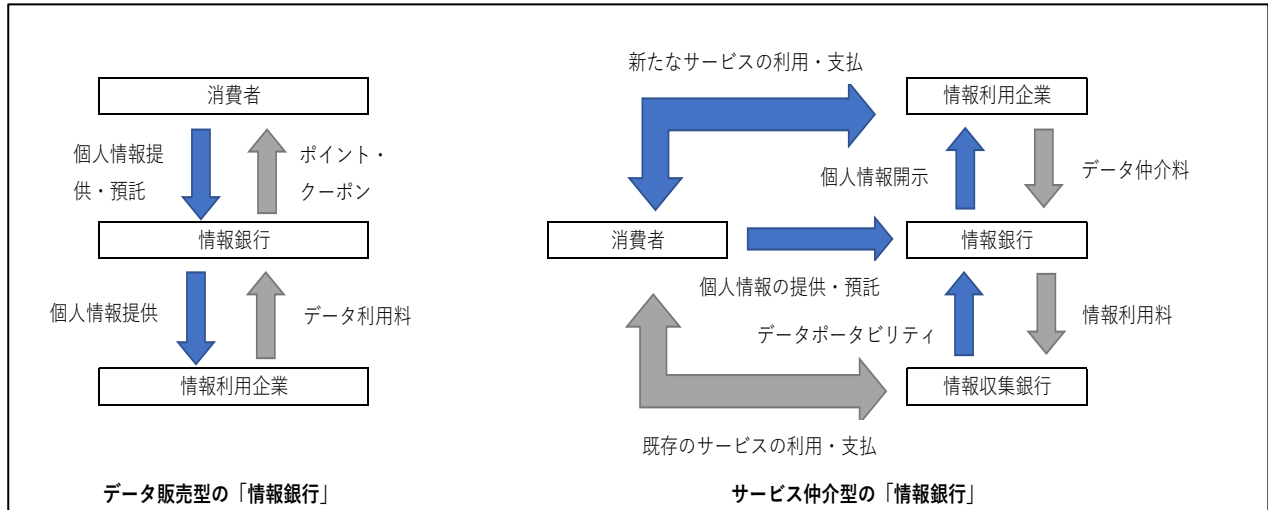 消費者
個人情報提
供・預託
ポイント・
クーポン
情報銀行
個人情報提供
データ利用料
情報利用企業
データ販売型の「情報銀行」
新たなサービスの利用・支払
情報利用企業
個人情報開示
データ仲介料
消費者
情報銀行
個人情報の提供・預託
データポータビリティ
情報利用料
情報収集銀行
既存のサービスの利用・支払
サービス仲介型の「情報銀行」